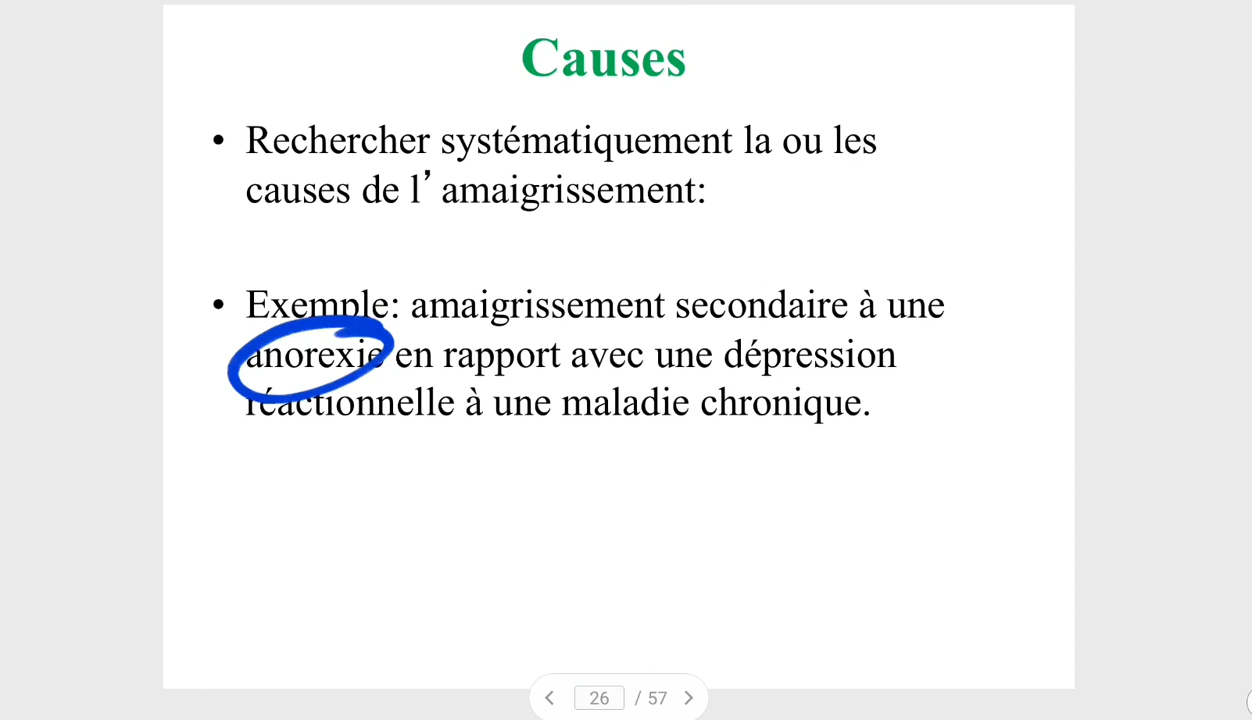 Causes
• Rechercher systématiquement la ou les
causes de l’ amaigrissement:
• Exemple: amaigrissement secondaire à une
anorexie en rapport avec une dépression
réactionnelle à une maladie chronique.
26 / 57